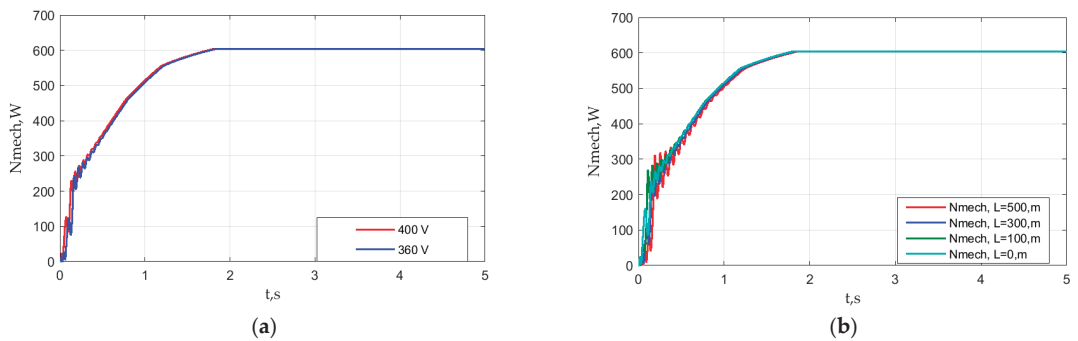 700
600
500
400
300
200
100
0
Nmech,W
400 V
360 V
0 1 2 3 4 5
t,s
(a)
700
600
500
400
300
200
100
0
Nmech,W
Nmech, L=500,m
Nmech, L=300,m
Nmech, L=100,m
Nmech, L=0,m
0 1 2 3 4 5
t,s
(b)